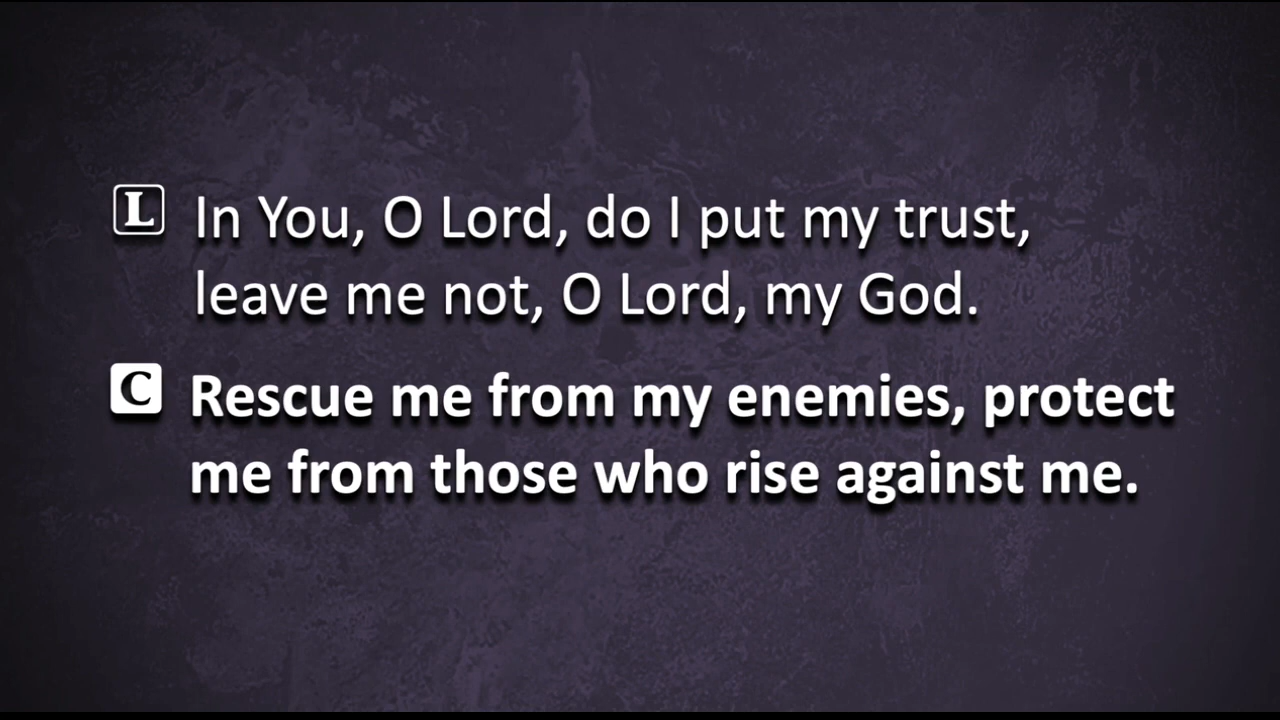 L In You, O Lord, do I put my trust,
leave me not, O Lord, my God.
C Rescue me from my enemies, protect
me from those who rise against me.